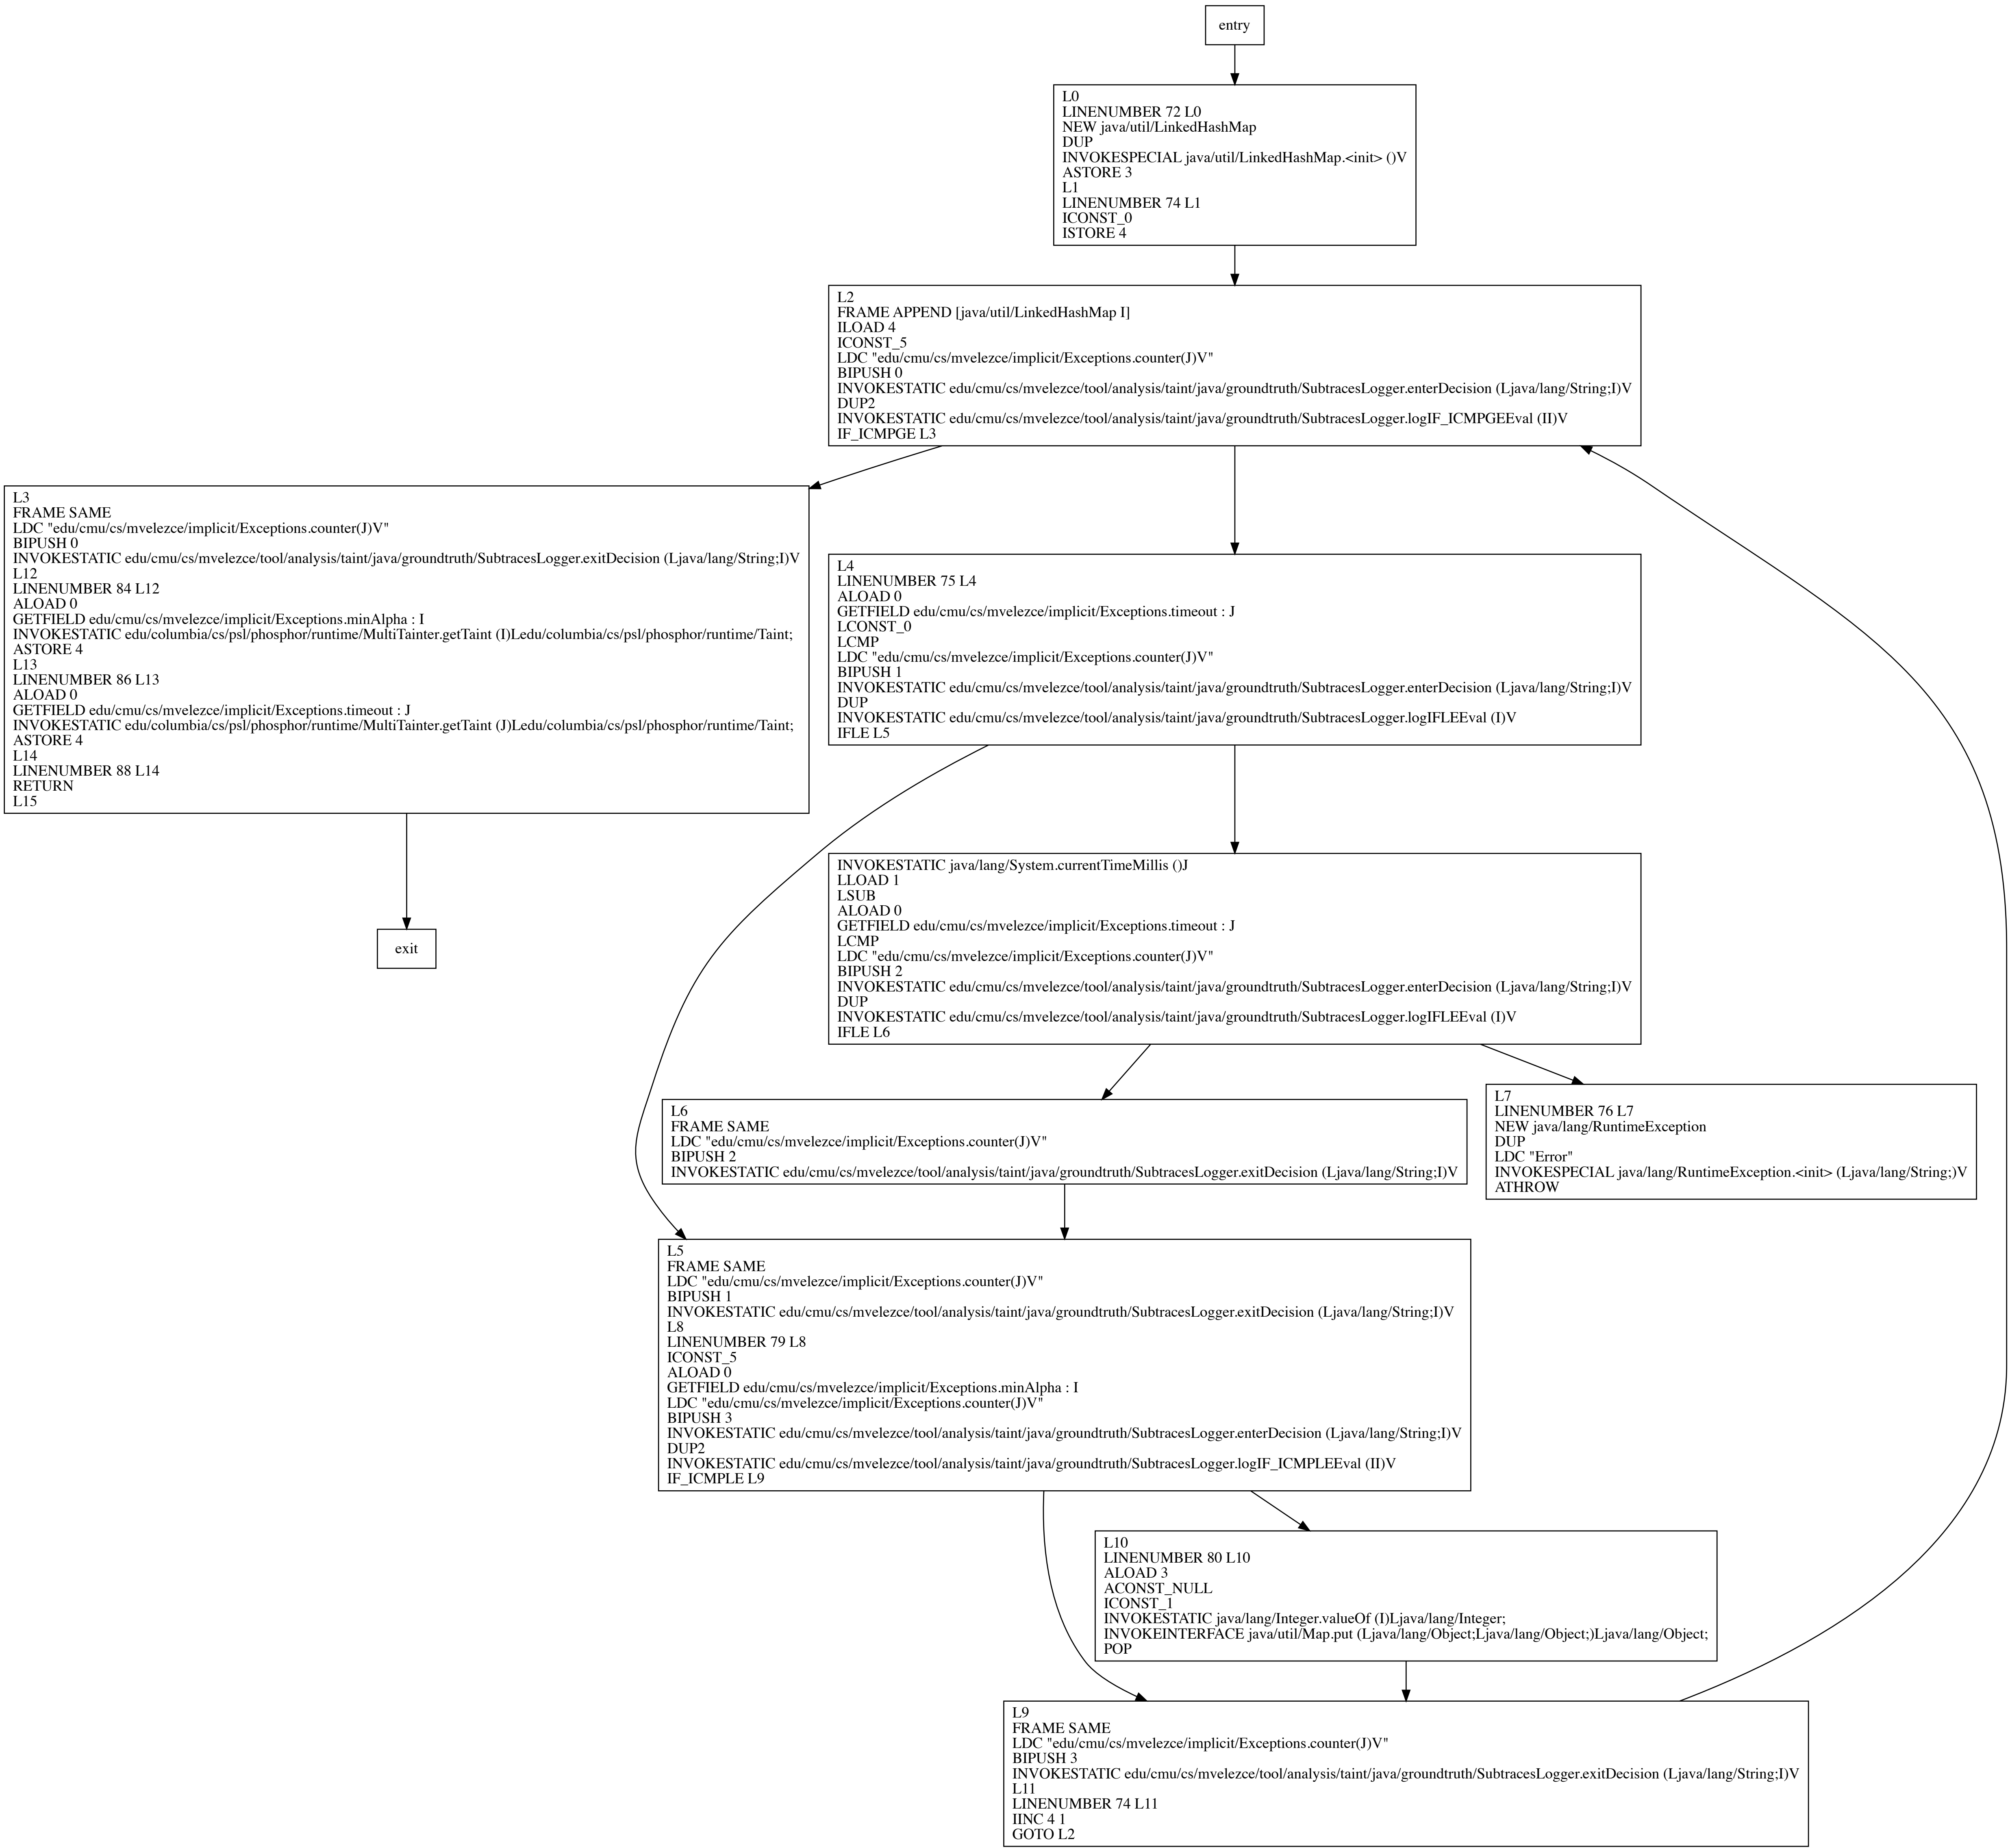 entry
L0
LINENUMBER 72 L0
NEW java/util/LinkedHashMap
DUP
INVOKESPECIAL java/util/LinkedHashMap.<init> ()V
ASTORE 3
L1
LINENUMBER 74 L1
ICONST_0
ISTORE 4
L2
FRAME APPEND [java/util/LinkedHashMap I]
ILOAD 4
ICONST_5
LDC "edu/cmu/cs/mvelezce/implicit/Exceptions.counter(J)V"
BIPUSH 0
INVOKESTATIC edu/cmu/cs/mvelezce/tool/analysis/taint/java/groundtruth/SubtracesLogger.enterDecision (Ljava/lang/String;I)V
DUP2
INVOKESTATIC edu/cmu/cs/mvelezce/tool/analysis/taint/java/groundtruth/SubtracesLogger.logIF_ICMPGEEval (II)V
IF_ICMPGE L3
L3
FRAME SAME
LDC "edu/cmu/cs/mvelezce/implicit/Exceptions.counter(J)V"
BIPUSH 0
INVOKESTATIC edu/cmu/cs/mvelezce/tool/analysis/taint/java/groundtruth/SubtracesLogger.exitDecision (Ljava/lang/String;I)V
L12
LINENUMBER 84 L12
ALOAD 0
GETFIELD edu/cmu/cs/mvelezce/implicit/Exceptions.minAlpha : I
INVOKESTATIC edu/columbia/cs/psl/phosphor/runtime/MultiTainter.getTaint (I)Ledu/columbia/cs/psl/phosphor/runtime/Taint;
ASTORE 4
L13
LINENUMBER 86 L13
ALOAD 0
GETFIELD edu/cmu/cs/mvelezce/implicit/Exceptions.timeout : J
INVOKESTATIC edu/columbia/cs/psl/phosphor/runtime/MultiTainter.getTaint (J)Ledu/columbia/cs/psl/phosphor/runtime/Taint;
ASTORE 4
L14
LINENUMBER 88 L14
RETURN
L15
L4
LINENUMBER 75 L4
ALOAD 0
GETFIELD edu/cmu/cs/mvelezce/implicit/Exceptions.timeout : J
LCONST_0
LCMP
LDC "edu/cmu/cs/mvelezce/implicit/Exceptions.counter(J)V"
BIPUSH 1
INVOKESTATIC edu/cmu/cs/mvelezce/tool/analysis/taint/java/groundtruth/SubtracesLogger.enterDecision (Ljava/lang/String;I)V
DUP
INVOKESTATIC edu/cmu/cs/mvelezce/tool/analysis/taint/java/groundtruth/SubtracesLogger.logIFLEEval (I)V
IFLE L5
exit
INVOKESTATIC java/lang/System.currentTimeMillis ()J
LLOAD 1
LSUB
ALOAD 0
GETFIELD edu/cmu/cs/mvelezce/implicit/Exceptions.timeout : J
LCMP
LDC "edu/cmu/cs/mvelezce/implicit/Exceptions.counter(J)V"
BIPUSH 2
INVOKESTATIC edu/cmu/cs/mvelezce/tool/analysis/taint/java/groundtruth/SubtracesLogger.enterDecision (Ljava/lang/String;I)V
DUP
INVOKESTATIC edu/cmu/cs/mvelezce/tool/analysis/taint/java/groundtruth/SubtracesLogger.logIFLEEval (I)V
IFLE L6
L6
FRAME SAME
LDC "edu/cmu/cs/mvelezce/implicit/Exceptions.counter(J)V"
BIPUSH 2
INVOKESTATIC edu/cmu/cs/mvelezce/tool/analysis/taint/java/groundtruth/SubtracesLogger.exitDecision (Ljava/lang/String;I)V
L7
LINENUMBER 76 L7
NEW java/lang/RuntimeException
DUP
LDC "Error"
INVOKESPECIAL java/lang/RuntimeException.<init> (Ljava/lang/String;)V
ATHROW
L5
FRAME SAME
LDC "edu/cmu/cs/mvelezce/implicit/Exceptions.counter(J)V"
BIPUSH 1
INVOKESTATIC edu/cmu/cs/mvelezce/tool/analysis/taint/java/groundtruth/SubtracesLogger.exitDecision (Ljava/lang/String;I)V
L8
LINENUMBER 79 L8
ICONST_5
ALOAD 0
GETFIELD edu/cmu/cs/mvelezce/implicit/Exceptions.minAlpha : I
LDC "edu/cmu/cs/mvelezce/implicit/Exceptions.counter(J)V"
BIPUSH 3
INVOKESTATIC edu/cmu/cs/mvelezce/tool/analysis/taint/java/groundtruth/SubtracesLogger.enterDecision (Ljava/lang/String;I)V
DUP2
INVOKESTATIC edu/cmu/cs/mvelezce/tool/analysis/taint/java/groundtruth/SubtracesLogger.logIF_ICMPLEEval (II)V
IF_ICMPLE L9
L10
LINENUMBER 80 L10
ALOAD 3
ACONST_NULL
ICONST_1
INVOKESTATIC java/lang/Integer.valueOf (I)Ljava/lang/Integer;
INVOKEINTERFACE java/util/Map.put (Ljava/lang/Object;Ljava/lang/Object;)Ljava/lang/Object;
POP
L9
FRAME SAME
LDC "edu/cmu/cs/mvelezce/implicit/Exceptions.counter(J)V"
BIPUSH 3
INVOKESTATIC edu/cmu/cs/mvelezce/tool/analysis/taint/java/groundtruth/SubtracesLogger.exitDecision (Ljava/lang/String;I)V
L11
LINENUMBER 74 L11
IINC 4 1
GOTO L2